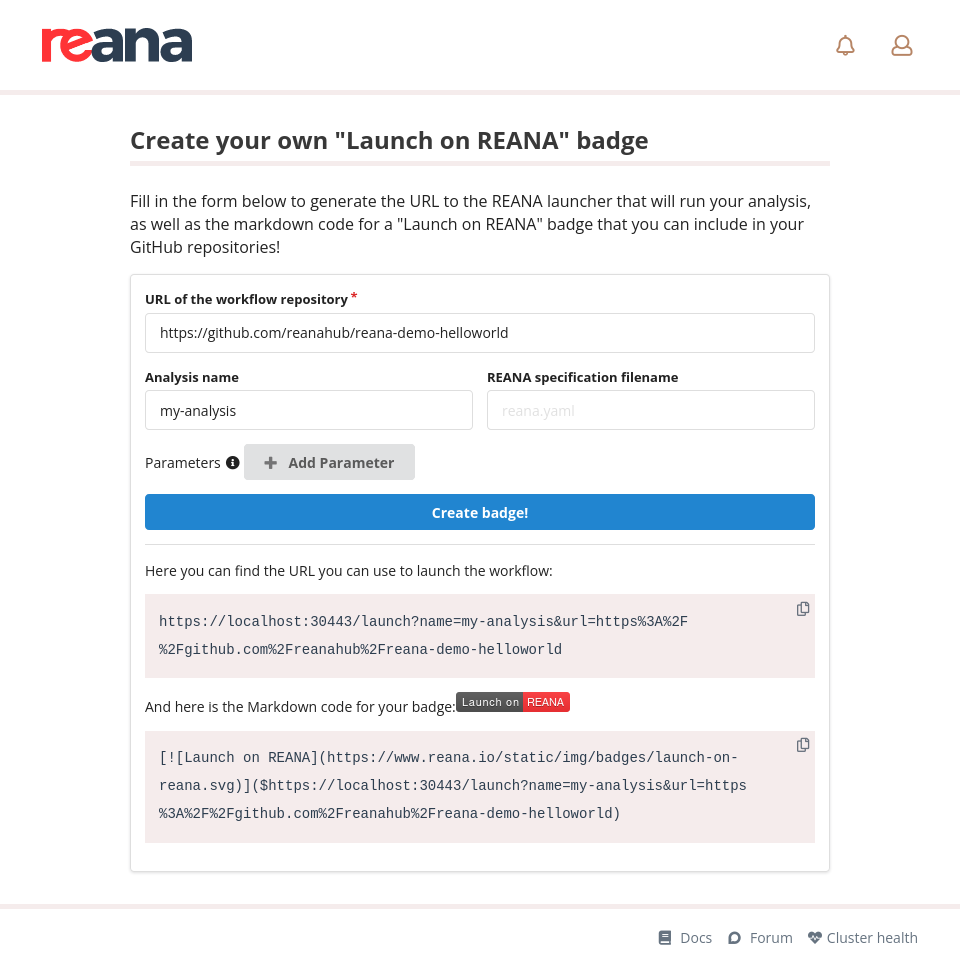 reana
Create your own "Launch on REANA" badge
Fill in the form below to generate the URL to the REANA launcher that will run your analysis,
as well as the markdown code for a "Launch on REANA" badge that you can include in your
GitHub repositories!
URL of the workflow repository *
https://github.com/reanahub/reana-demo-helloworld
Analysis name
REANA specification filename
my-analysis
reana.yaml
Parameters
Add Parameter
Create badge!
Here you can find the URL you can use to launch the workflow:
https://localhost:30443/launch?name=my-analysis&url=https%3A%2F
%2Fgithub.com%2Freanahub%2Freana-demo-helloworld
And here is the Markdown code for your badge: Launch on REANA
[![Launch on REANA](https://www.reana.io/static/img/badges/launch-on-
reana.svg)]($https://localhost:30443/launch?name=my-analysis&url=https
%3A%2F%2Fgithub.com%2Freanahub%2Freana-demo-helloworld)
Docs Forum Cluster health